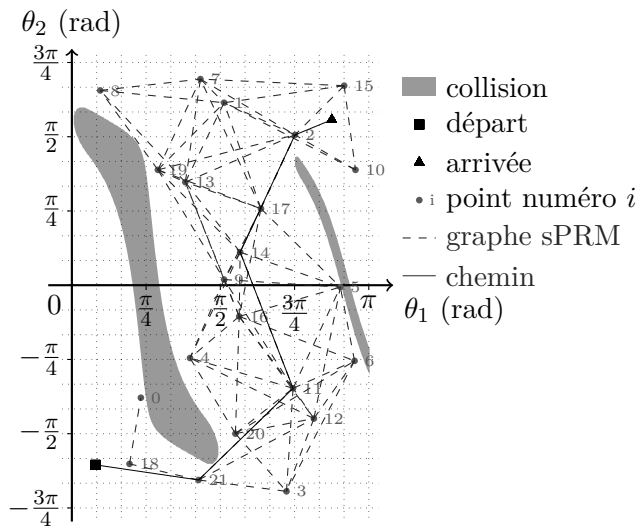 θ₂ (rad)
3π/4
π/2
π/4
0
π/4
π/2
3π/4
π
θ₁ (rad)
−π/4
−π/2
−3π/4
8
7
1
15
2
19
13
10
17
14
9
5
16
4
6
11
0
12
20
18
21
3
collision
départ
arrivée
i point numéro i
graphe sPRM
chemin